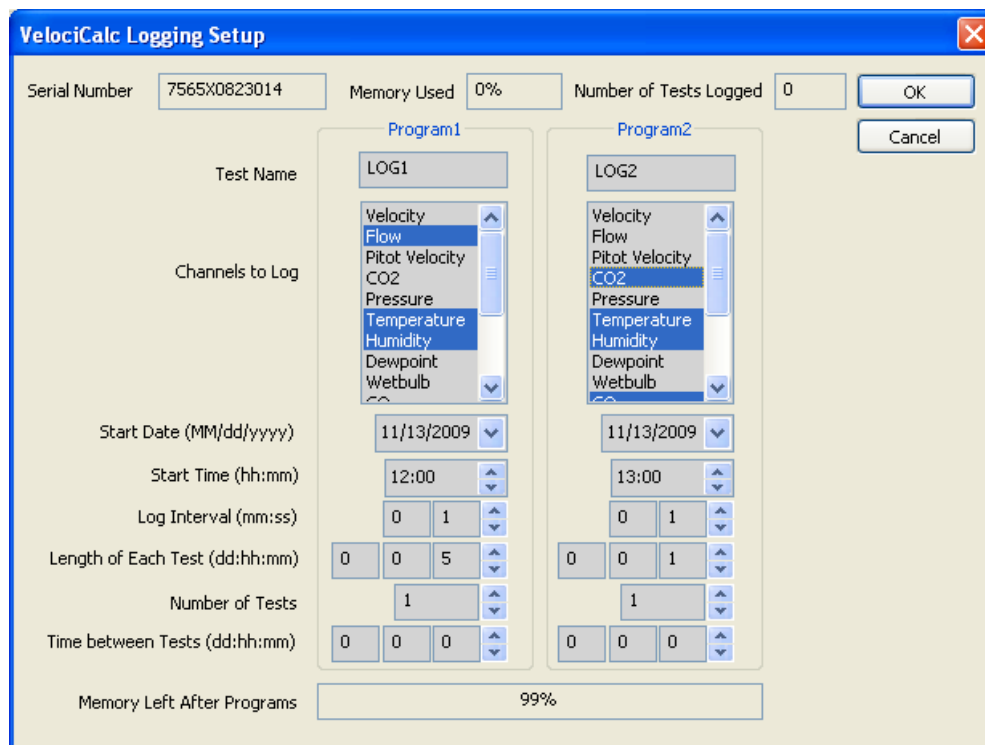 VelociCalc Logging Setup
Serial Number 7565X0823014 Memory Used 0% Number of Tests Logged 0 OK
Cancel
Program1 Program2
Test Name LOG1 LOG2
Channels to Log
Velocity
Flow
Pitot Velocity
CO2
Pressure
Temperature
Humidity
Dewpoint
Wetbulb
CO
Velocity
Flow
Pitot Velocity
CO2
Pressure
Temperature
Humidity
Dewpoint
Wetbulb
CO
Start Date (MM/dd/yyyy) 11/13/2009 11/13/2009
Start Time (hh:mm) 12:00 13:00
Log Interval (mm:ss) 0 1 0 1
Length of Each Test (dd:hh:mm) 0 0 5 0 0 1
Number of Tests 1 1
Time between Tests (dd:hh:mm) 0 0 0 0 0 0
Memory Left After Programs 99%